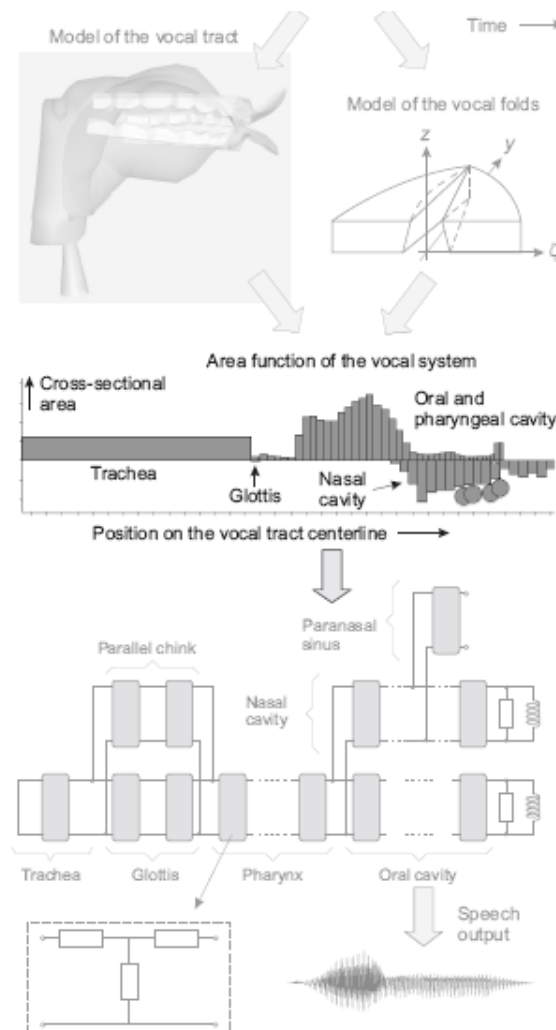 Time
Model of the vocal tract
Model of the vocal folds
z
y
Area function of the vocal system
Cross-sectional
area
Oral and
pharyngeal cavity
Trachea
Glottis
Nasal
cavity
Position on the vocal tract centerline
Paranasal
sinus
Parallel chink
Nasal
cavity
Trachea
Glottis
Pharynx
Oral cavity
Speech
output